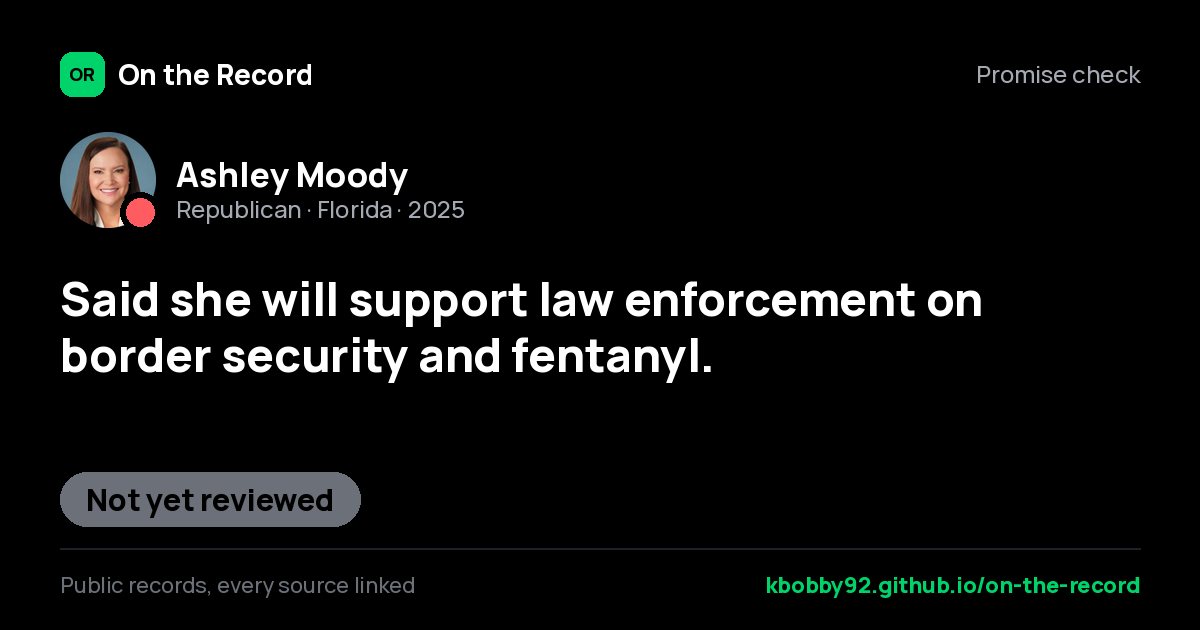 OR On the Record
Promise check
Ashley Moody
Republican · Florida · 2025
Said she will support law enforcement on
border security and fentanyl.
Not yet reviewed
Public records, every source linked
kbobby92.github.io/on-the-record